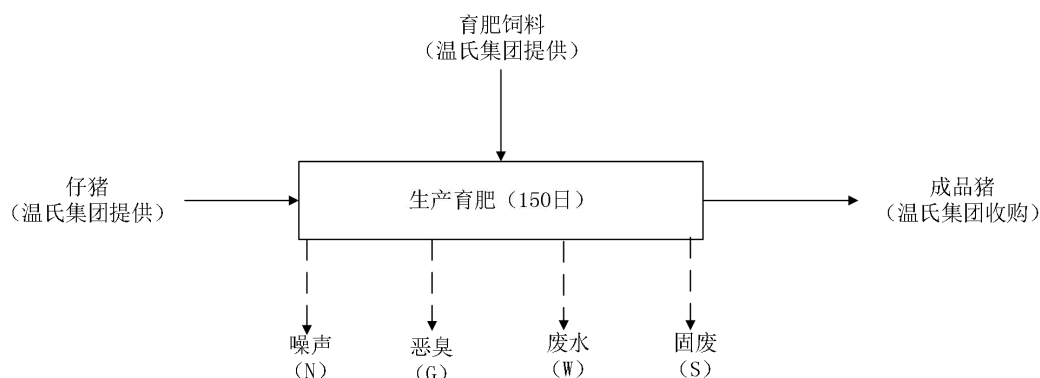 育肥饲料
（温氏集团提供）
仔猪
（温氏集团提供）
生产育肥（150日）
成品猪
（温氏集团收购）
噪声
（N）
恶臭
（G）
废水
（W）
固废
（S）